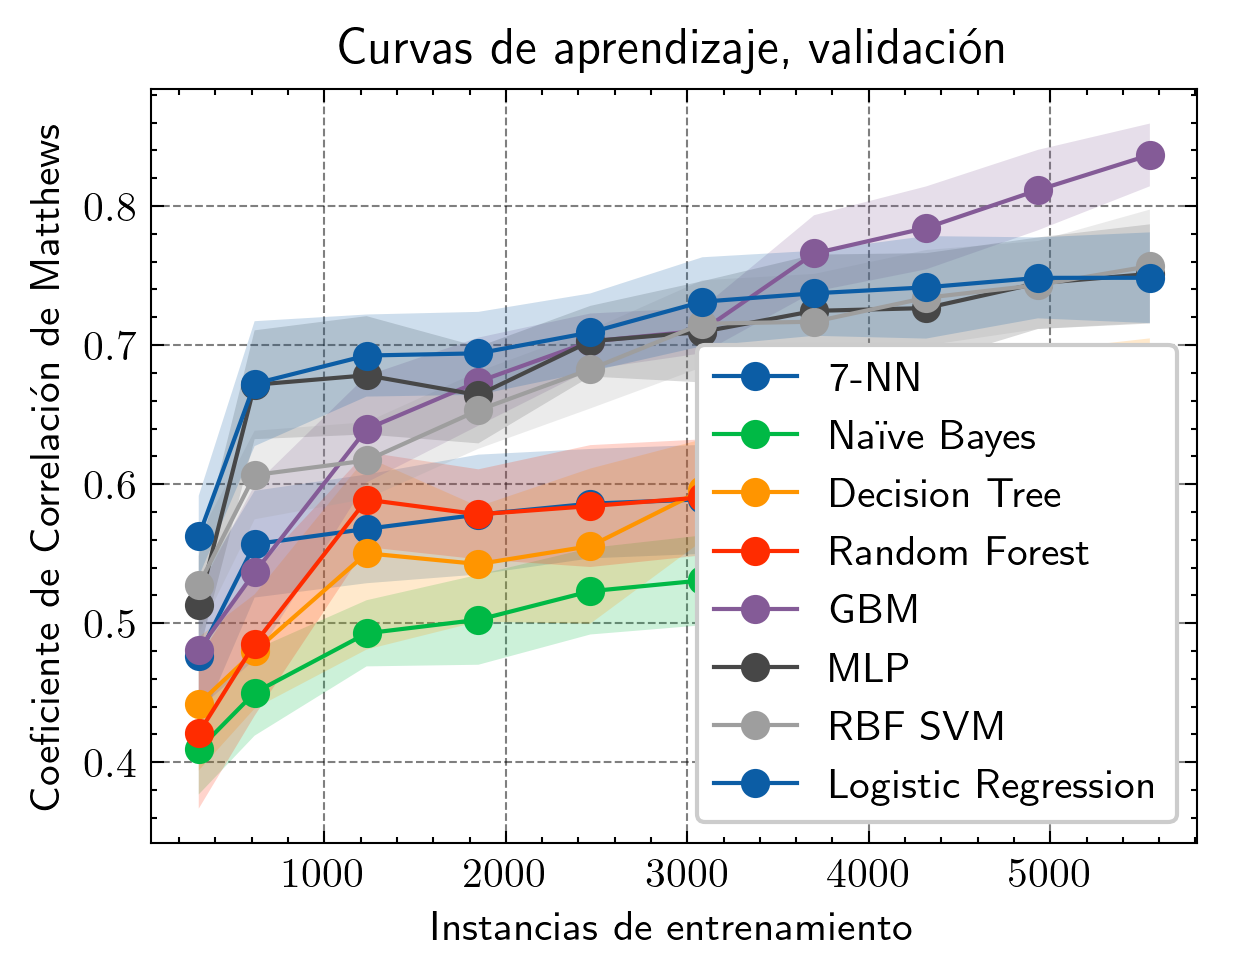 Curvas de aprendizaje, validación
Coeficiente de Correlación de Matthews
0.8
0.7
0.6
0.5
0.4
7-NN
Naïve Bayes
Decision Tree
Random Forest
GBM
MLP
RBF SVM
Logistic Regression
1000 2000 3000 4000 5000
Instancias de entrenamiento